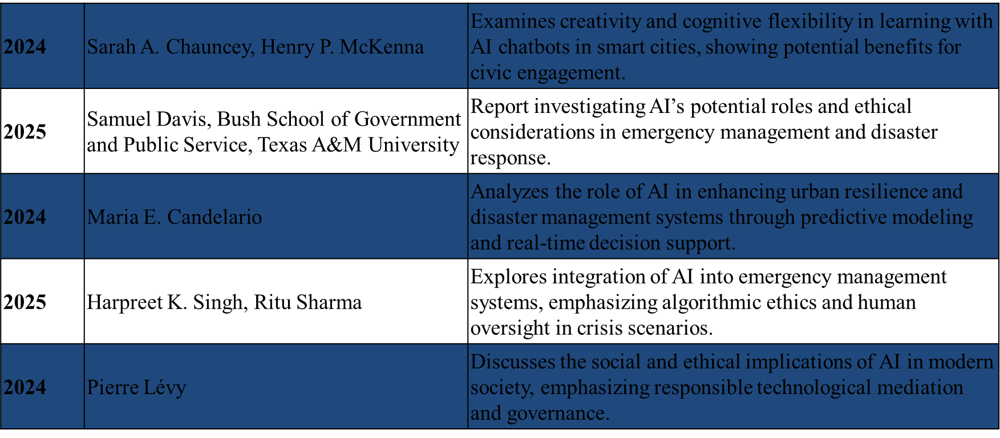 2024
Sarah A. Chauncey, Henry P. McKenna
Examines creativity and cognitive flexibility in learning with
AI chatbots in smart cities, showing potential benefits for
civic engagement.
2025
Samuel Davis, Bush School of Government
and Public Service, Texas A&M University
Report investigating AI’s potential roles and ethical
considerations in emergency management and disaster
response.
2024
Maria E. Candelario
Analyzes the role of AI in enhancing urban resilience and
disaster management systems through predictive modeling
and real-time decision support.
2025
Harpreet K. Singh, Ritu Sharma
Explores integration of AI into emergency management
systems, emphasizing algorithmic ethics and human
oversight in crisis scenarios.
2024
Pierre Lévy
Discusses the social and ethical implications of AI in modern
society, emphasizing responsible technological mediation
and governance.